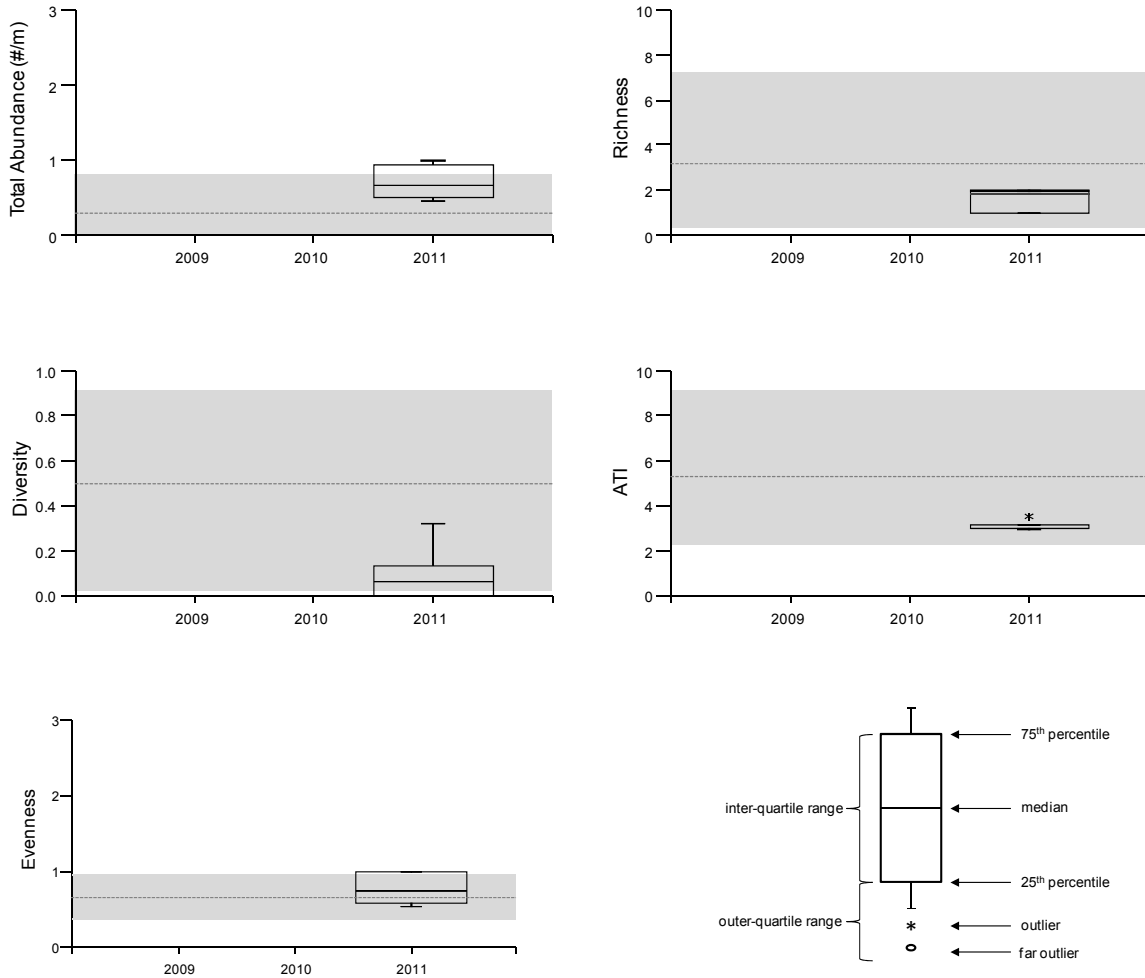 3
2
1
0
Total Abundance (#/m)
2009 2010 2011
10
8
6
4
2
0
Richness
2009 2010 2011
1.0
0.8
0.6
0.4
0.2
0.0
Diversity
2009 2010 2011
10
8
6
4
2
0
ATI
*
2009 2010 2011
3
2
1
0
Evenness
2009 2010 2011
75th percentile
inter-quartile range
median
25th percentile
outer-quartile range
*
outlier
far outlier